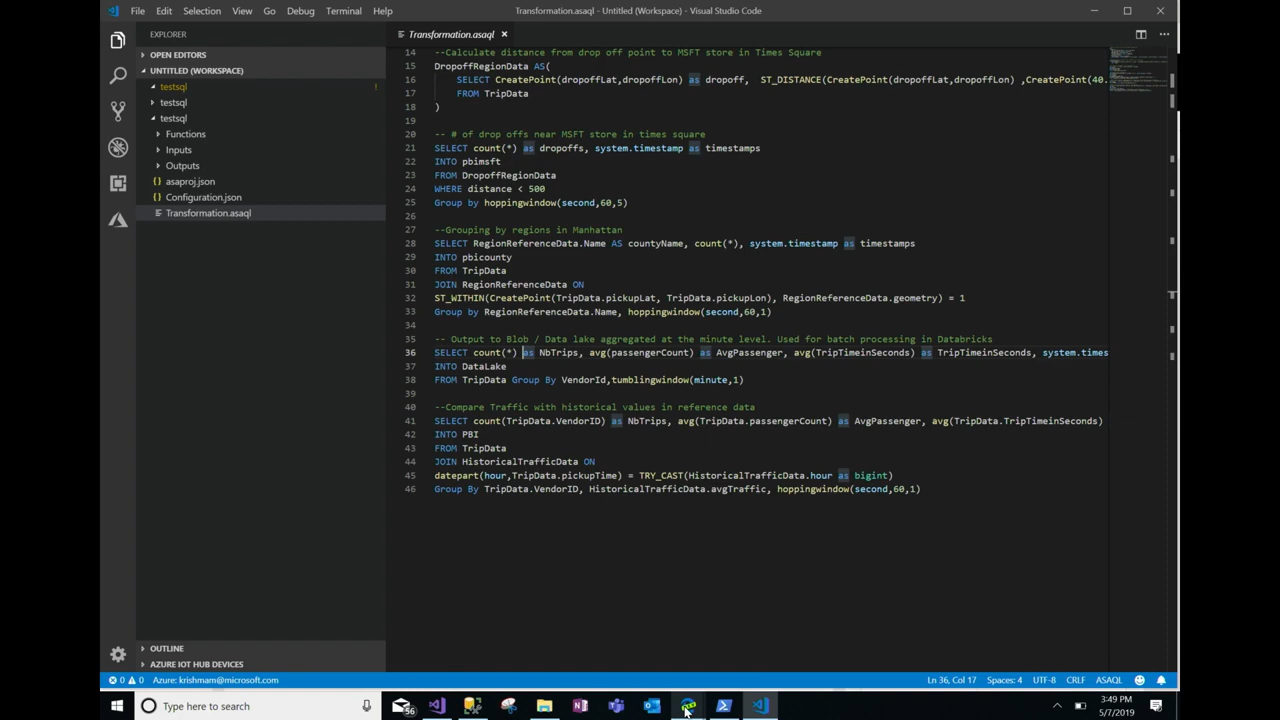 File Edit Selection View Go Debug Terminal Help
Transformation.asaql - Untitled (Workspace) - Visual Studio Code
EXPLORER
OPEN EDITORS
UNTITLED (WORKSPACE)
testsql !
testsql
testsql
Functions
Inputs
Outputs
asaproj.json
Configuration.json
Transformation.asaql
OUTLINE
AZURE IOT HUB DEVICES
Transformation.asaql
14 --Calculate distance from drop off point to MSFT store in Times Square
15 DropoffRegionData AS(
16 SELECT CreatePoint(dropoffLat,dropoffLon) as dropoff, ST_DISTANCE(CreatePoint(dropoffLat,dropoffLon) ,CreatePoint(40.
17 FROM TripData
18 )
19
20 -- # of drop offs near MSFT store in times square
21 SELECT count(*) as dropoffs, system.timestamp as timestamps
22 INTO pbimsft
23 FROM DropoffRegionData
24 WHERE distance < 500
25 Group by hoppingwindow(second,60,5)
26
27 --Grouping by regions in Manhattan
28 SELECT RegionReferenceData.Name AS countyName, count(*), system.timestamp as timestamps
29 INTO pbicounty
30 FROM TripData
31 JOIN RegionReferenceData ON
32 ST_WITHIN(CreatePoint(TripData.pickupLat, TripData.pickupLon), RegionReferenceData.geometry) = 1
33 Group by RegionReferenceData.Name, hoppingwindow(second,60,1)
34
35 -- Output to Blob / Data lake aggregated at the minute level. Used for batch processing in Databricks
36 SELECT count(*) as NbTrips, avg(passengerCount) as AvgPassenger, avg(TripTimeinSeconds) as TripTimeinSeconds, system.times
37 INTO DataLake
38 FROM TripData Group By VendorId,tumblingwindow(minute,1)
39
40 --Compare Traffic with historical values in reference data
41 SELECT count(TripData.VendorID) as NbTrips, avg(TripData.passengerCount) as AvgPassenger, avg(TripData.TripTimeinSeconds)
42 INTO PBI
43 FROM TripData
44 JOIN HistoricalTrafficData ON
45 datepart(hour,TripData.pickupTime) = TRY_CAST(HistoricalTrafficData.hour as bigint)
46 Group By TripData.VendorID, HistoricalTrafficData.avgTraffic, hoppingwindow(second,60,1)
0 0 Azure: krishmam@microsoft.com Ln 36, Col 17 Spaces: 4 UTF-8 CRLF ASAQL
Type here to search
56
3:49 PM
5/7/2019